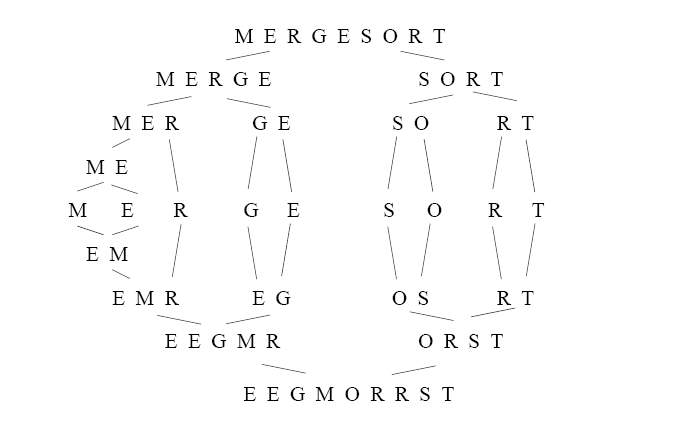 M E R G E S O R T
M E R G E S O R T
M E R G E S O R T
M E
M E R G E S O R T
E M
E M R E G O S R T
E E G M R O R S T
E E G M O R R S T